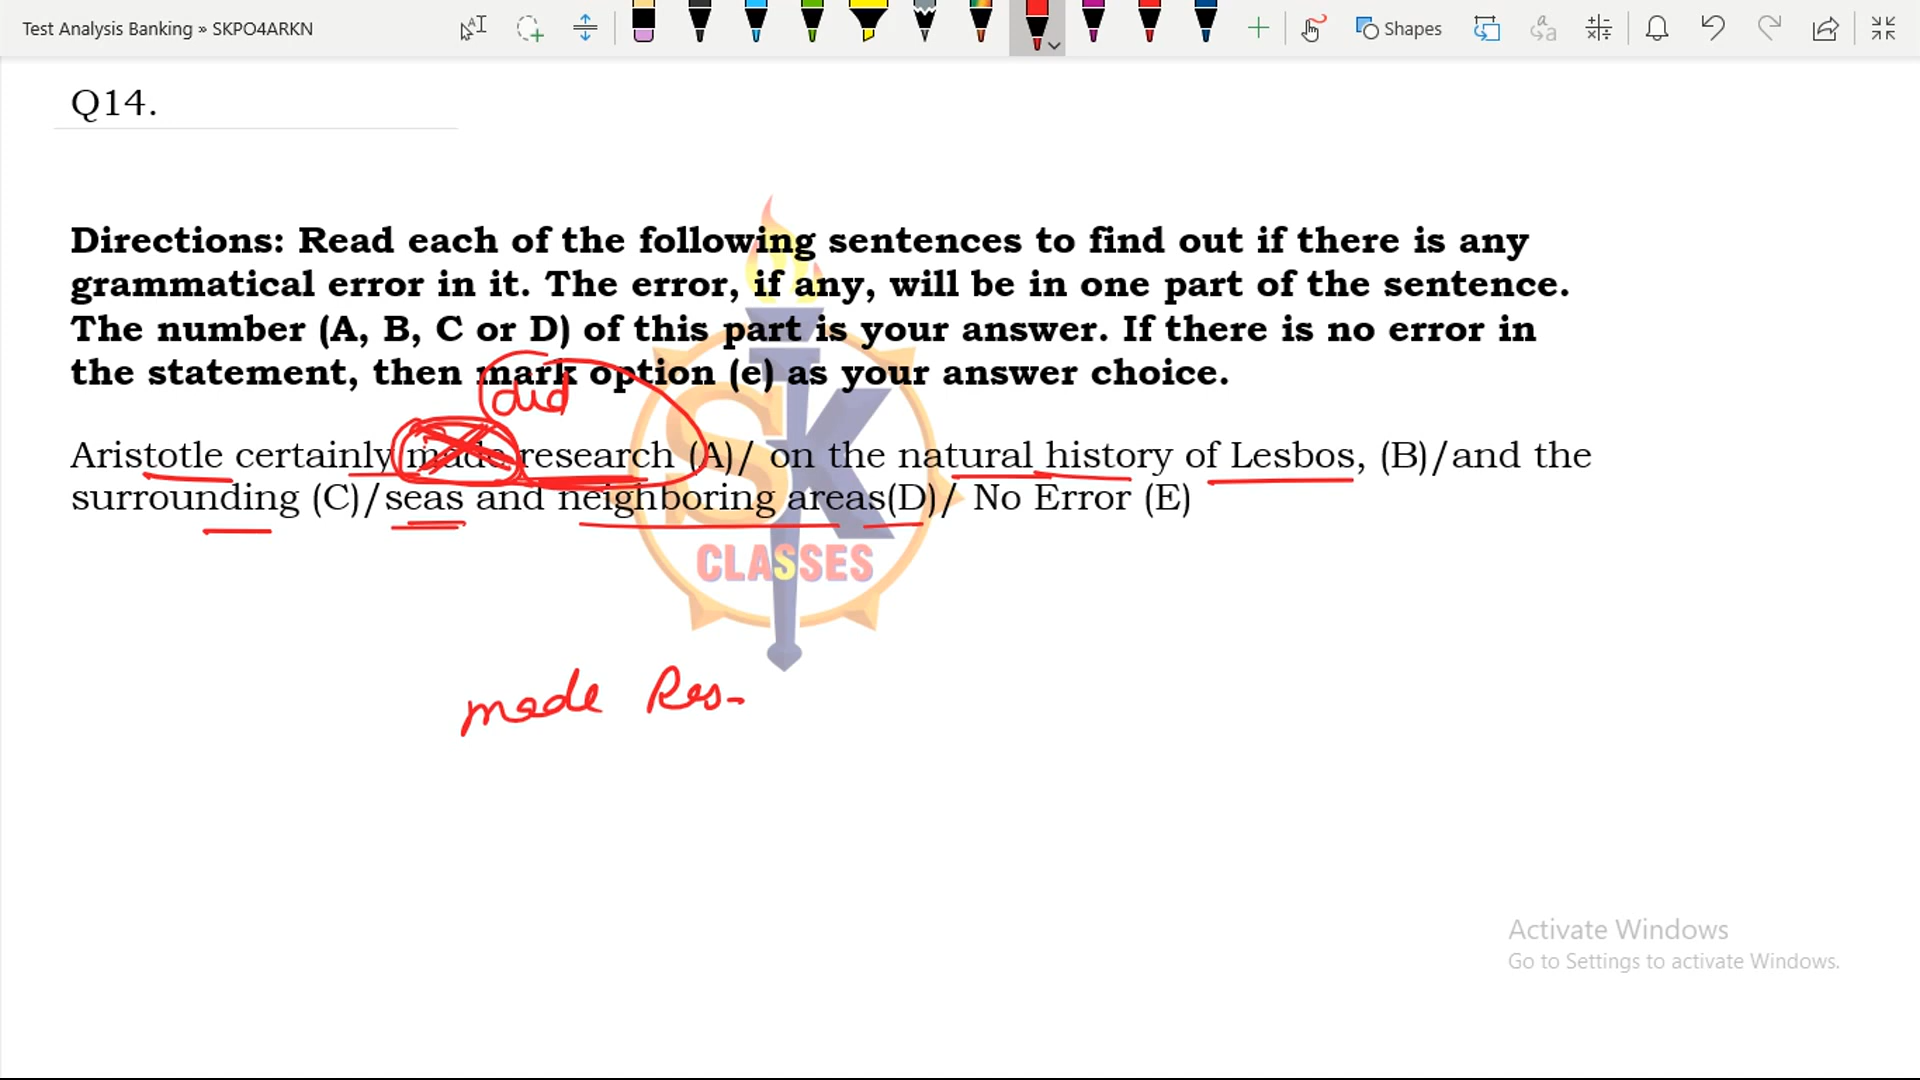 Test Analysis Banking » SKPO4ARKN
Shapes
Q14.
Directions: Read each of the following sentences to find out if there is any
grammatical error in it. The error, if any, will be in one part of the sentence.
The number (A, B, C or D) of this part is your answer. If there is no error in
the statement, then mark option (e) as your answer choice.
did
Aristotle certainly made research (A)/ on the natural history of Lesbos, (B)/and the
surrounding (C)/seas and neighboring areas(D)/ No Error (E)
SK
CLASSES
made Res-
Activate Windows
Go to Settings to activate Windows.